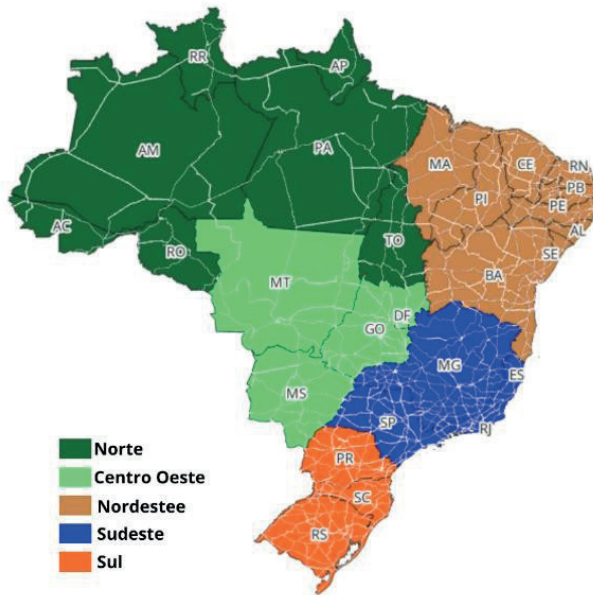 RR
AP
AM
PA
MA
CE
RN
PB
PI
PE
AL
AC
RO
TO
SE
BA
MT
DF
GO
MG
ES
MS
SP
RJ
PR
SC
RS
Norte
Centro Oeste
Nordestee
Sudeste
Sul